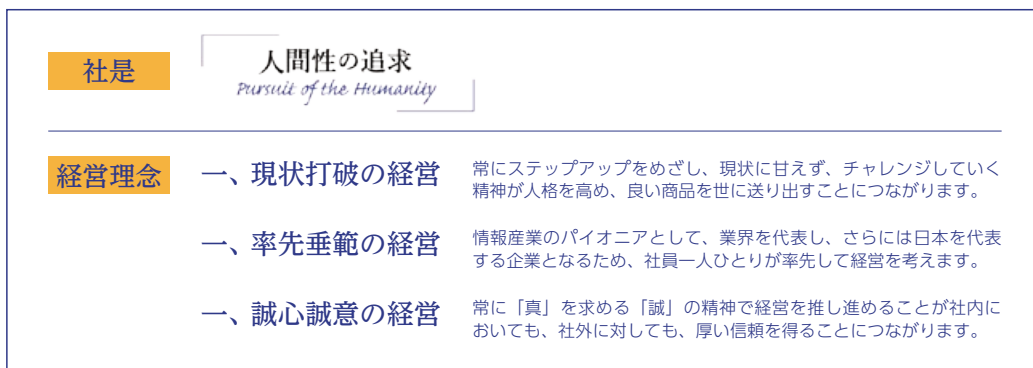 社是
人間性の追求
Pursuit of the Humanity
経営理念
一、現状打破の経営
常にステップアップをめざし、現状に甘えず、チャレンジしていく
精神が人格を高め、良い商品を世に送り出すことにつながります。
一、率先垂範の経営
情報産業のパイオニアとして、業界を代表し、さらには日本を代表
する企業となるため、社員一人ひとりが率先して経営を考えます。
一、誠心誠意の経営
常に「真」を求める「誠」の精神で経営を推し進めることが社内に
おいても、社外に対しても、厚い信頼を得ることにつながります。